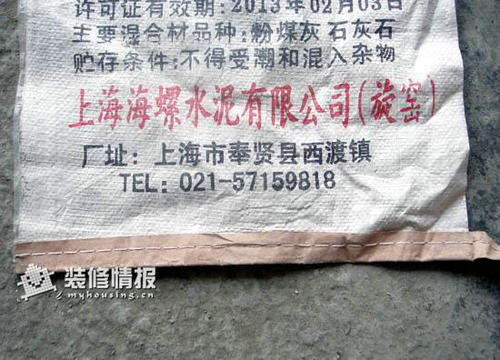 许可证有效期:2013年02月03日
主要混合材品种:粉煤灰 石灰石
贮存条件:不得受潮和混入杂物
上海海螺水泥有限公司(旋窑)
厂址:上海市奉贤县西渡镇
TEL:021-57159818
装修情报
myhousing.cn